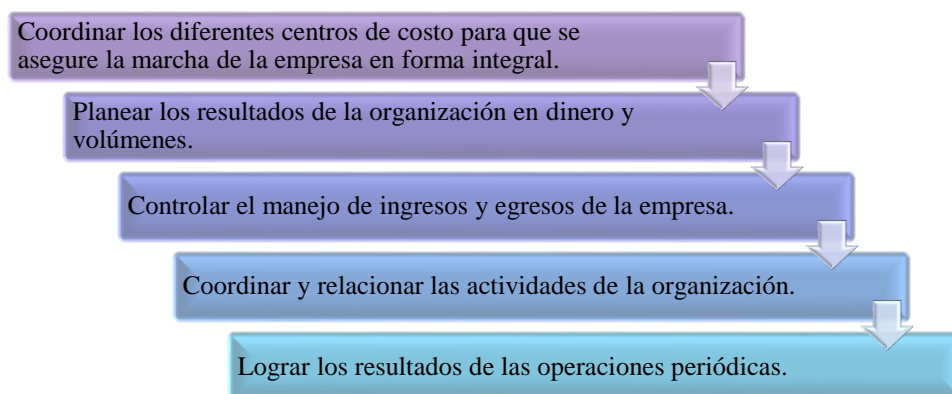 Coordinar los diferentes centros de costo para que se
asegure la marcha de la empresa en forma integral.
Planear los resultados de la organización en dinero y
volúmenes.
Controlar el manejo de ingresos y egresos de la empresa.
Coordinar y relacionar las actividades de la organización.
Lograr los resultados de las operaciones periódicas.